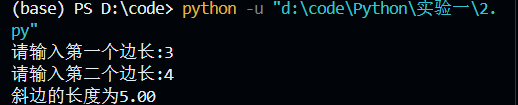 (base) PS D:\code> python -u "d:\code\Python\实验一\2.
py"
请输入第一个边长:3
请输入第二个边长:4
斜边的长度为5.00